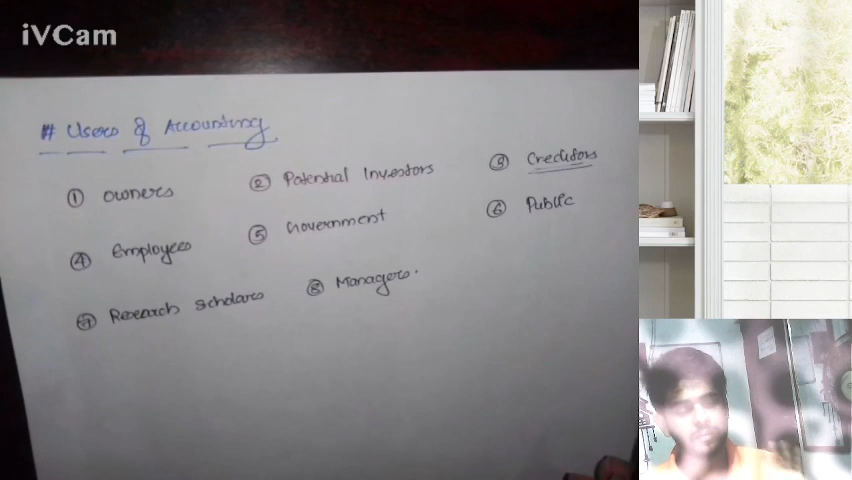 iVCam
# Users of Accounting
① Owners ② Potential Investors ③ Creditors
④ Employees ⑤ Government ⑥ Public
⑦ Research scholars ⑧ Managers.